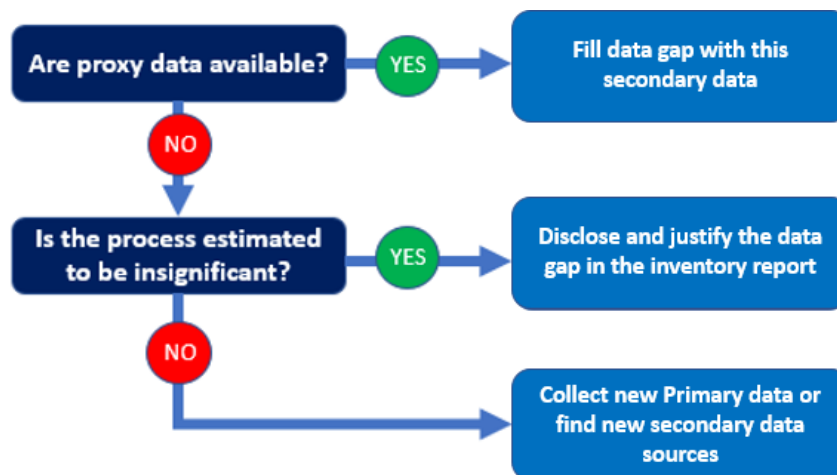 Are proxy data available?
YES
Fill data gap with this
secondary data
NO
Is the process estimated
to be insignificant?
YES
Disclose and justify the data
gap in the inventory report
NO
Collect new Primary data or
find new secondary data
sources